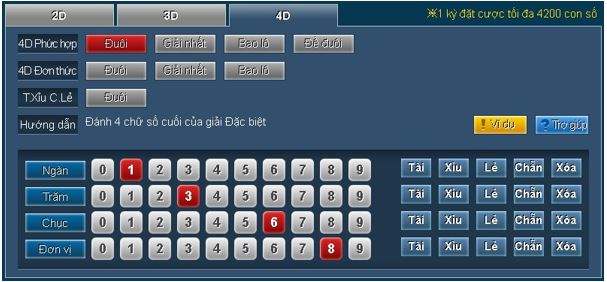 2D 3D 4D ※1 kỳ đặt cược tối đa 4200 con số
4D Phức hợp Đuôi Giải nhất Bao lô Đề đuôi
4D Đơn thức Đuôi Giải nhất Bao lô
T.Xỉu C.Lẻ Đuôi
Hướng dẫn Đánh 4 chữ số cuối của giải Đặc biệt ! Ví dụ ? Trợ giúp
Ngàn 0 1 2 3 4 5 6 7 8 9 Tài Xỉu Lẻ Chẵn Xóa
Trăm 0 1 2 3 4 5 6 7 8 9 Tài Xỉu Lẻ Chẵn Xóa
Chục 0 1 2 3 4 5 6 7 8 9 Tài Xỉu Lẻ Chẵn Xóa
Đơn vị 0 1 2 3 4 5 6 7 8 9 Tài Xỉu Lẻ Chẵn Xóa